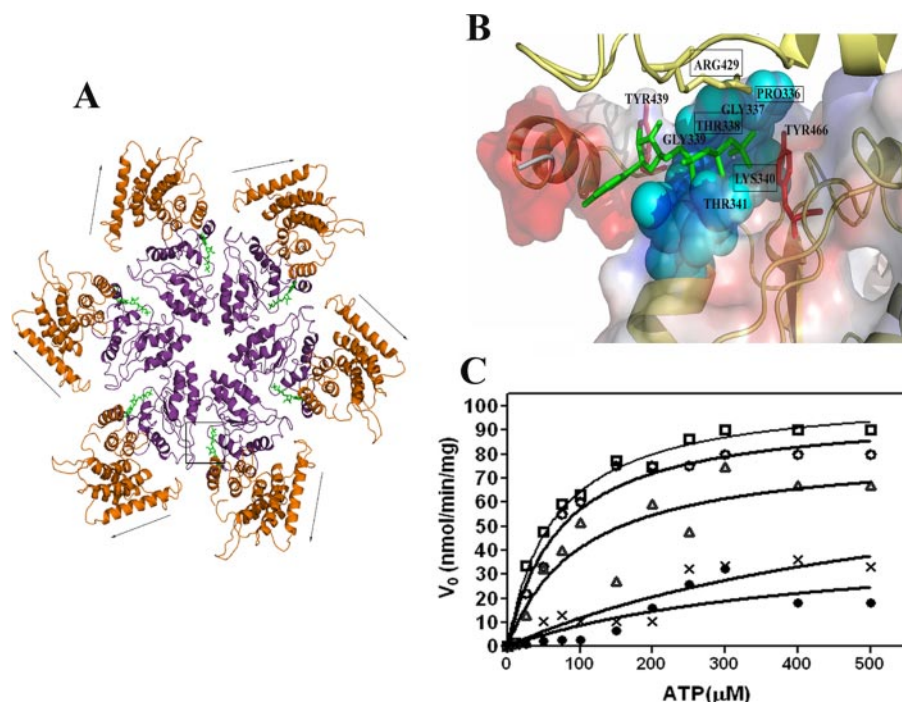 A
B
ARG429
PRO336
TYR439
GLY337
THR338
TYR466
GLY339
LYS340
THR341
C
V0 (nmol/min/mg)
100
90
80
70
60
50
40
30
20
10
0
0
100
200
300
400
500
ATP(μM)